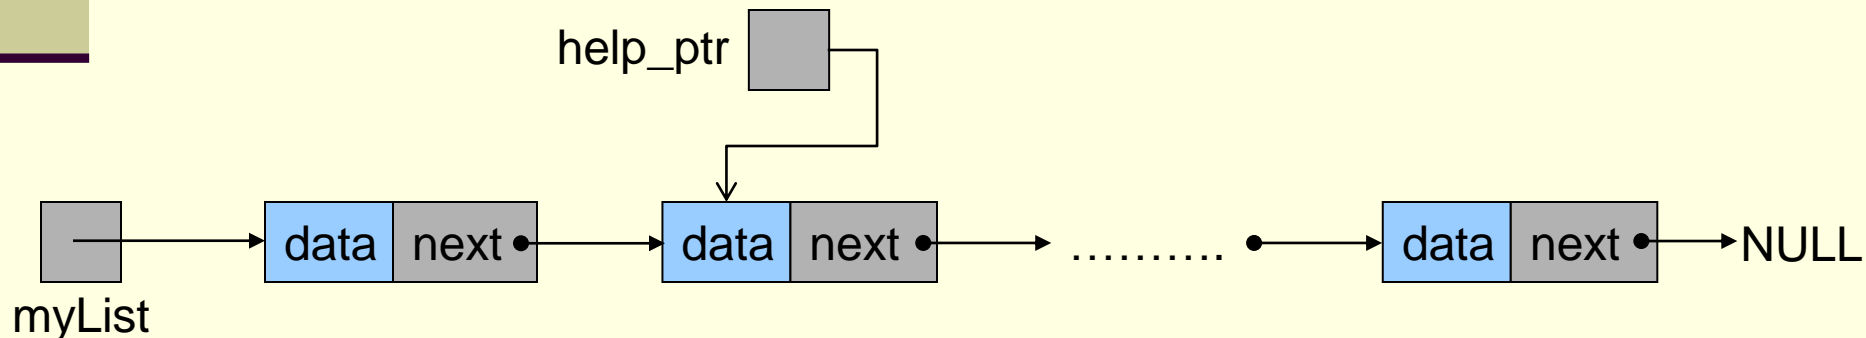 help_ptr
data next data next .......... data next NULL
myList